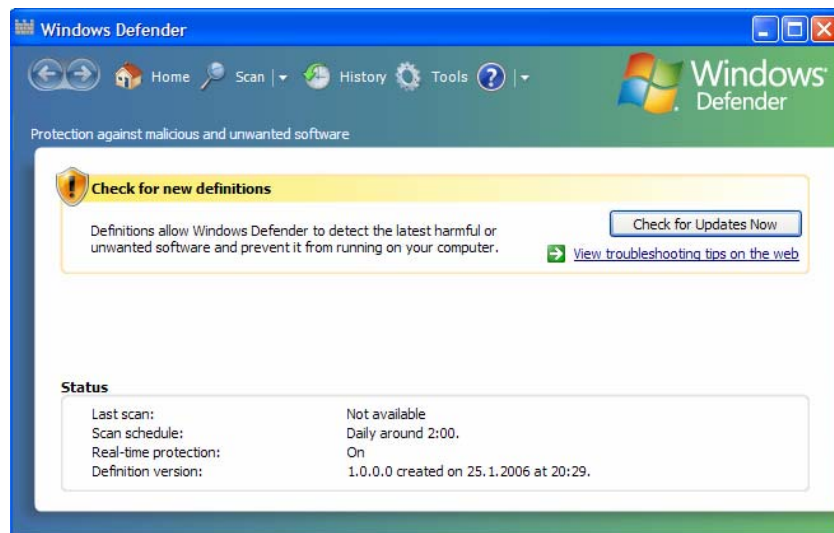 Windows Defender
Home Scan History Tools ?
Windows
Defender
Protection against malicious and unwanted software
Check for new definitions
Definitions allow Windows Defender to detect the latest harmful or
unwanted software and prevent it from running on your computer.
Check for Updates Now
View troubleshooting tips on the web
Status
Last scan: Not available
Scan schedule: Daily around 2:00.
Real-time protection: On
Definition version: 1.0.0.0 created on 25.1.2006 at 20:29.